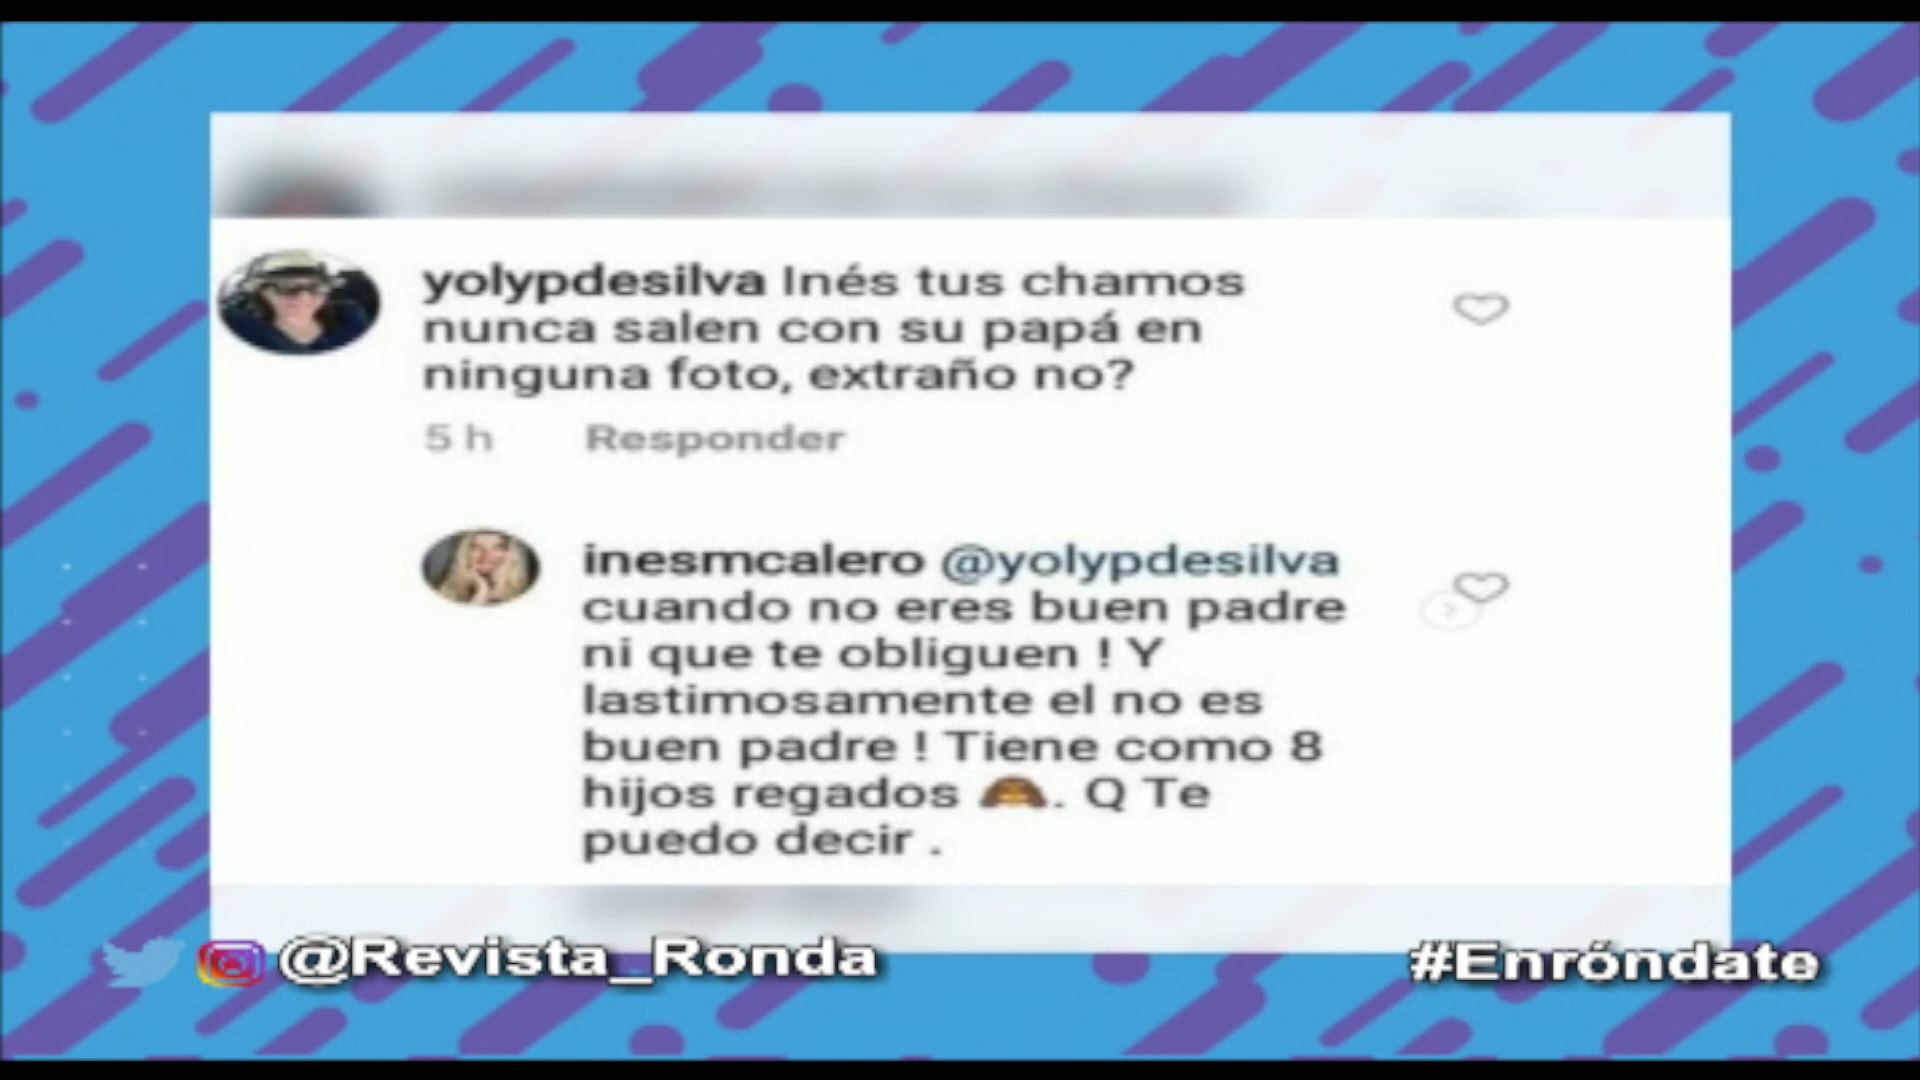 yolypdesilva Inés tus chamos
nunca salen con su papá en
ninguna foto, extraño no?
5 h Responder
inesmcalero @yolypdesilva
cuando no eres buen padre
ni que te obliguen ! Y
lastimosamente el no es
buen padre ! Tiene como 8
hijos regados 🙈. Q Te
puedo decir .
@Revista_Ronda
#Enróndate